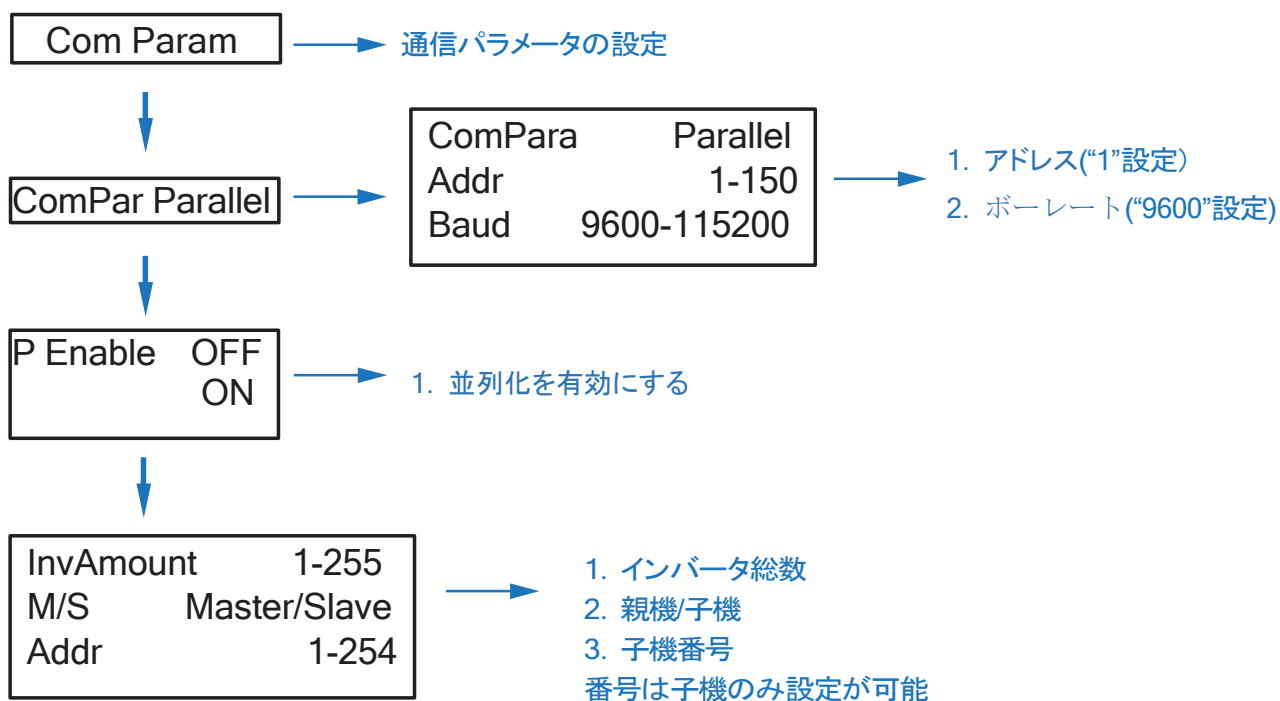 Com Param
通信パラメータの設定
ComPar Parallel
ComPara Parallel
Addr 1-150
Baud 9600-115200
1. アドレス(“1”設定）
2. ボーレート(“9600”設定)
P Enable OFF
ON
1. 並列化を有効にする
InvAmount 1-255
M/S Master/Slave
Addr 1-254
1. インバータ総数
2. 親機/子機
3. 子機番号
番号は子機のみ設定が可能